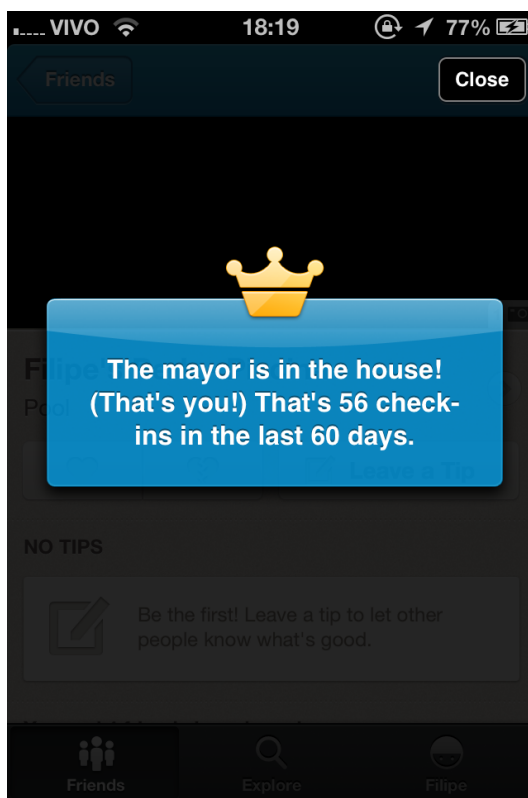 VIVO 18:19 77%
Friends
Close
The mayor is in the house!
(That's you!) That's 56 check-
ins in the last 60 days.
Pool
Leave a Tip
NO TIPS
Be the first! Leave a tip to let other
people know what's good.
Friends Explore Filipe